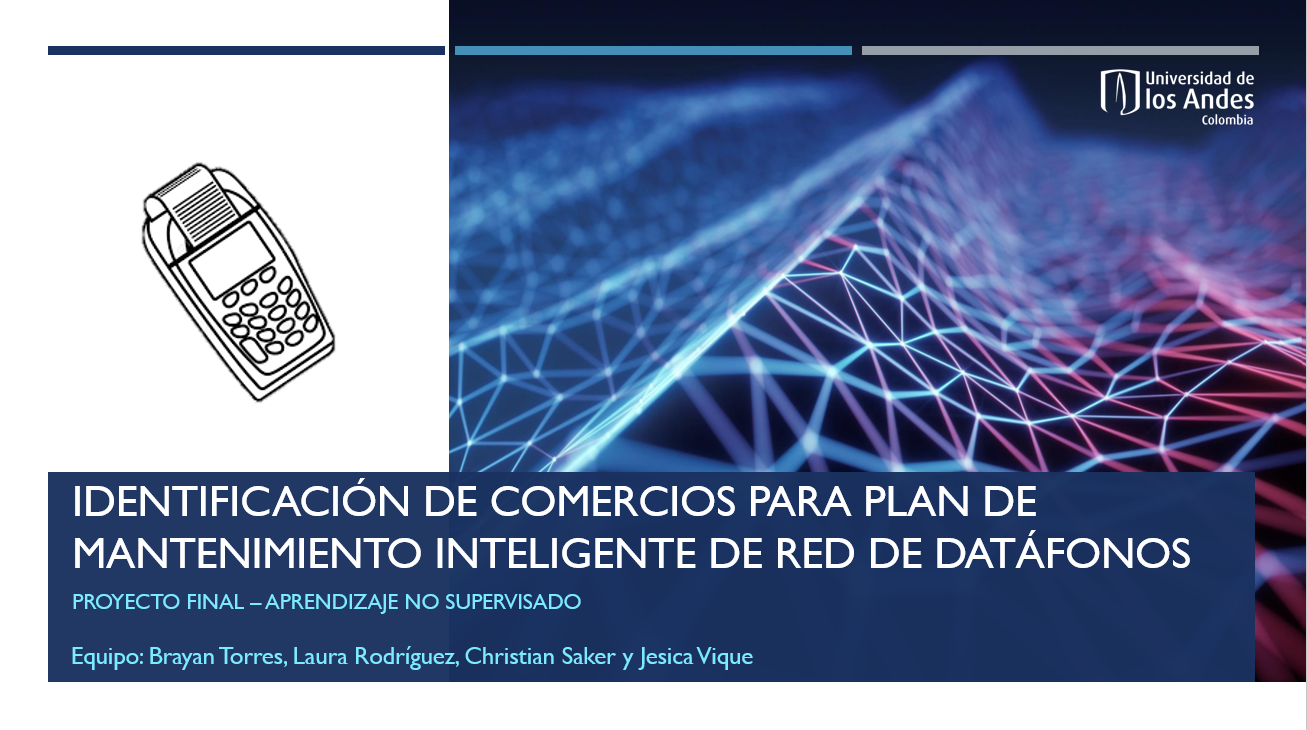 Universidad de
los Andes
Colombia
IDENTIFICACIÓN DE COMERCIOS PARA PLAN DE
MANTENIMIENTO INTELIGENTE DE RED DE DATÁFONOS
PROYECTO FINAL – APRENDIZAJE NO SUPERVISADO
Equipo: Brayan Torres, Laura Rodríguez, Christian Saker y Jesica Vique